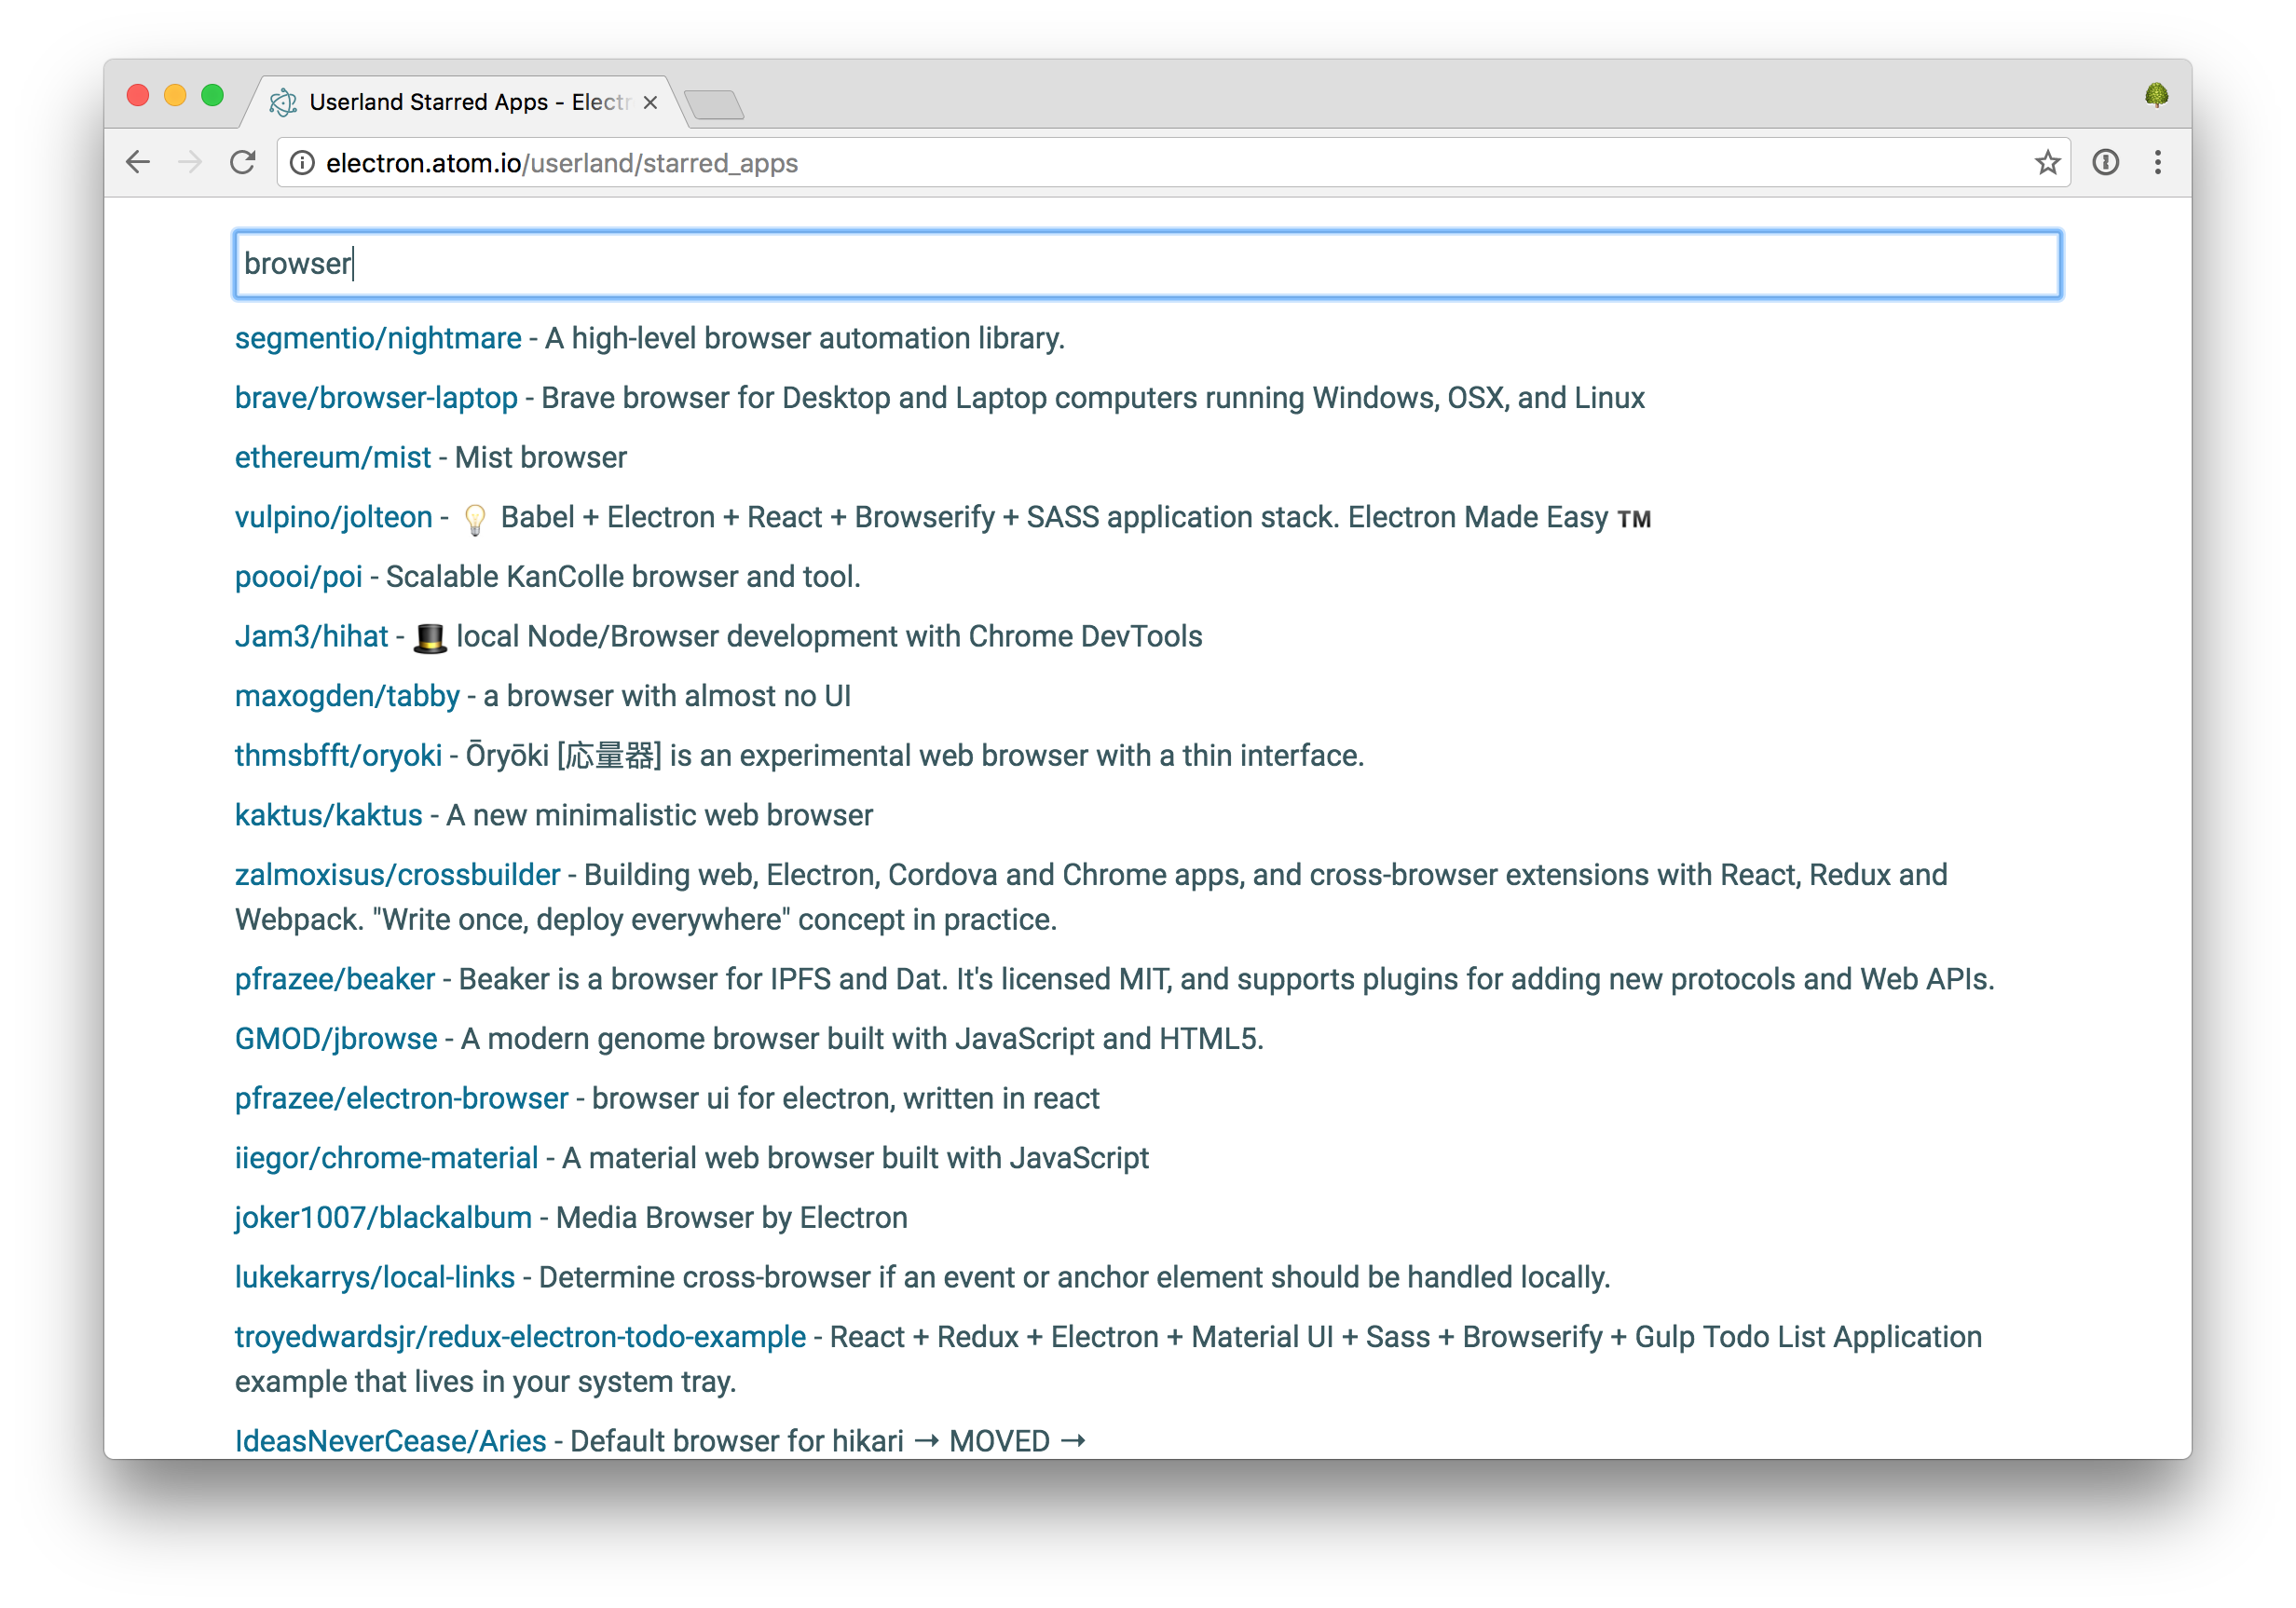 Userland Starred Apps - Electr
electron.atom.io/userland/starred_apps
browser
segmentio/nightmare - A high-level browser automation library.
brave/browser-laptop - Brave browser for Desktop and Laptop computers running Windows, OSX, and Linux
ethereum/mist - Mist browser
vulpino/jolteon - 💡 Babel + Electron + React + Browserify + SASS application stack. Electron Made Easy ™️
poooi/poi - Scalable KanColle browser and tool.
Jam3/hihat - 🎩 local Node/Browser development with Chrome DevTools
maxogden/tabby - a browser with almost no UI
thmsbfft/oryoki - Ōryōki [応量器] is an experimental web browser with a thin interface.
kaktus/kaktus - A new minimalistic web browser
zalmoxisus/crossbuilder - Building web, Electron, Cordova and Chrome apps, and cross-browser extensions with React, Redux and
Webpack. "Write once, deploy everywhere" concept in practice.
pfrazee/beaker - Beaker is a browser for IPFS and Dat. It's licensed MIT, and supports plugins for adding new protocols and Web APIs.
GMOD/jbrowse - A modern genome browser built with JavaScript and HTML5.
pfrazee/electron-browser - browser ui for electron, written in react
iiegor/chrome-material - A material web browser built with JavaScript
joker1007/blackalbum - Media Browser by Electron
lukekarrys/local-links - Determine cross-browser if an event or anchor element should be handled locally.
troyedwardsjr/redux-electron-todo-example - React + Redux + Electron + Material UI + Sass + Browserify + Gulp Todo List Application
example that lives in your system tray.
IdeasNeverCease/Aries - Default browser for hikari → MOVED →